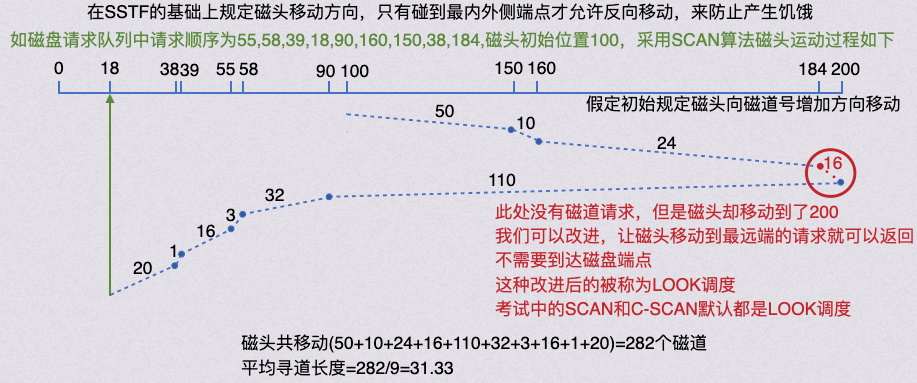 在SSTF的基础上规定磁头移动方向，只有碰到最内外侧端点才允许反向移动，来防止产生饥饿
如磁盘请求队列中请求顺序为55,58,39,18,90,160,150,38,184,磁头初始位置100，采用SCAN算法磁头运动过程如下
0 18 3839 55 58 90 100 150 160 184 200
假定初始规定磁头向磁道号增加方向移动
50 10 24 16
110
32
3
16
1
20
此处没有磁道请求，但是磁头却移动到了200
我们可以改进，让磁头移动到最远端的请求就可以返回
不需要到达磁盘端点
这种改进后的被称为LOOK调度
考试中的SCAN和C-SCAN默认都是LOOK调度
磁头共移动(50+10+24+16+110+32+3+16+1+20)=282个磁道
平均寻道长度=282/9=31.33